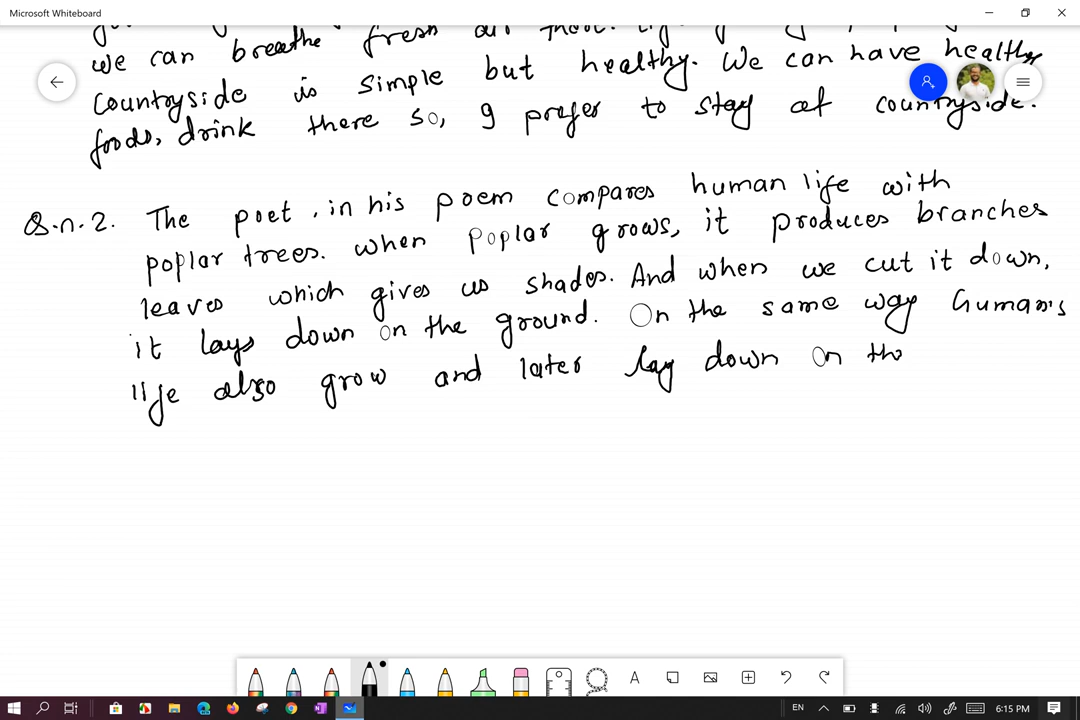 Microsoft Whiteboard
we can breathe fresh air there.
countryside is simple but healthy. We can have healthy
foods, drink there so, I prefer to stay at countryside.
Q.n.2. The poet, in his poem compares human life with
poplar trees. when poplar grows, it produces branches
leaves which gives us shades. And when we cut it down,
it lays down on the ground. On the same way humans
life also grow and later lay down on the
A
EN
6:15 PM